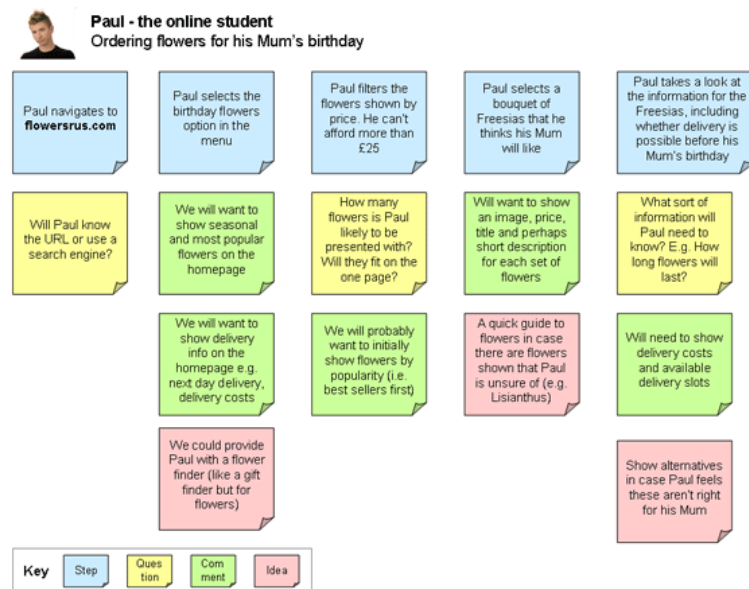 Paul - the online student
Ordering flowers for his Mum's birthday
Paul navigates to
flowersrus.com
Paul selects the
birthday flowers
option in the
menu
Paul filters the
flowers shown by
price. He can't
afford more than
£25
Paul selects a
bouquet of
Freesias that he
thinks his Mum
will like
Paul takes a look at
the information for the
Freesias, including
whether delivery is
possible before his
Mum's birthday
Will Paul know
the URL or use a
search engine?
We will want to
show seasonal
and most popular
flowers on the
homepage
How many
flowers is Paul
likely to be
presented with?
Will they fit on the
one page?
Will want to show
an image, price,
title and perhaps
short description
for each set of
flowers
What sort of
information will
Paul need to
know? E.g. How
long flowers will
last?
We will want to
show delivery
info on the
homepage e.g.
next day delivery,
delivery costs
We will probably
want to initially
show flowers by
popularity (i.e.
best sellers first)
A quick guide to
flowers in case
there are flowers
shown that Paul
is unsure of (e.g.
Lisianthus)
Will need to show
delivery costs
and available
delivery slots
We could provide
Paul with a flower
finder (like a gift
finder but for
flowers)
Show alternatives
in case Paul feels
these aren't right
for his Mum
Key
Step
Ques
tion
Com
ment
Idea